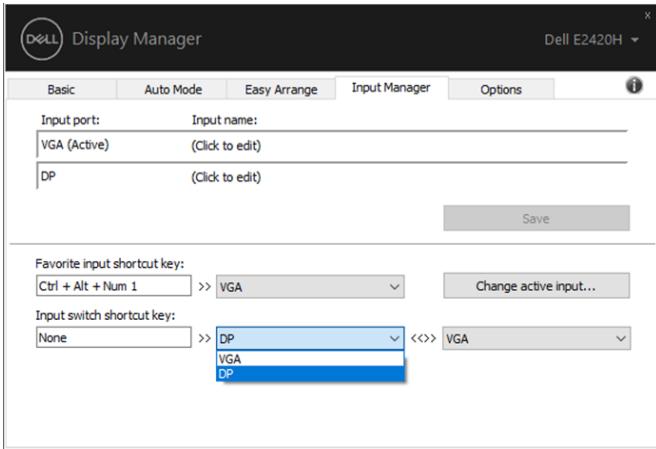 x
DELL Display Manager Dell E2420H
Basic Auto Mode Easy Arrange Input Manager Options i
Input port: Input name:
VGA (Active) (Click to edit)
DP (Click to edit)
Save
Favorite input shortcut key:
Ctrl + Alt + Num 1 >> VGA Change active input...
Input switch shortcut key:
None >> DP <<>> VGA
VGA
DP